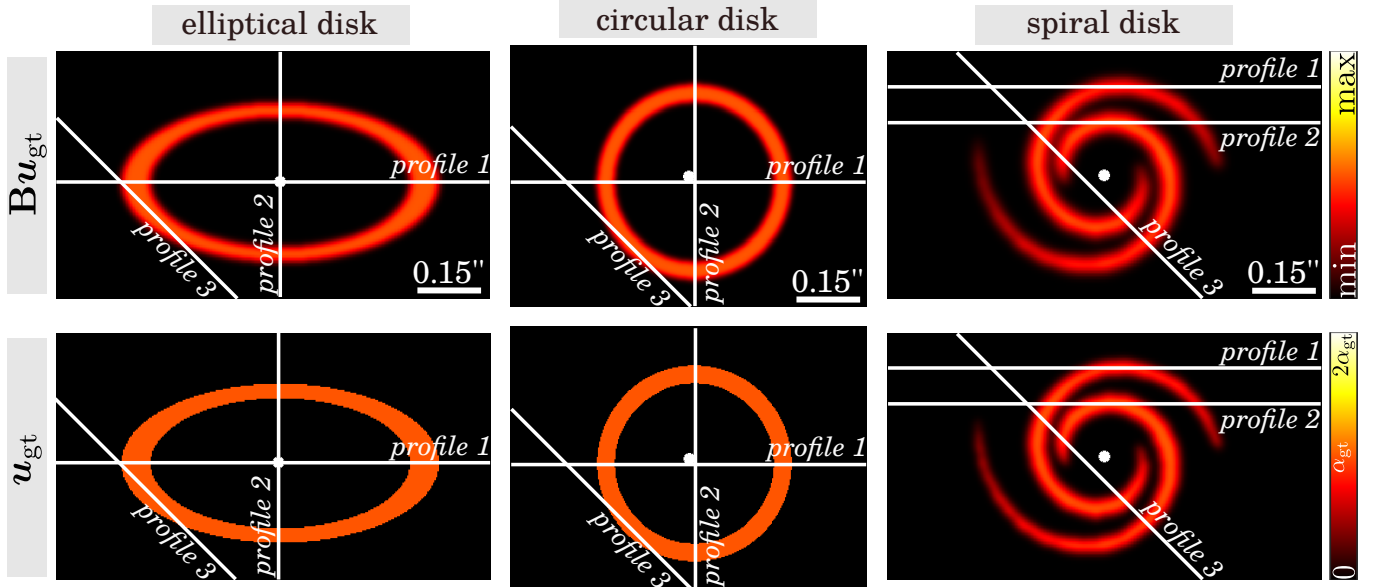 elliptical disk
circular disk
spiral disk
Bu_gt
profile 1
profile 2
profile 3
0.15"
profile 1
profile 2
profile 3
0.15"
profile 1
profile 2
profile 3
0.15"
max
min
u_gt
profile 1
profile 2
profile 3
profile 1
profile 2
profile 3
profile 1
profile 2
profile 3
2α_gt
α_gt
0